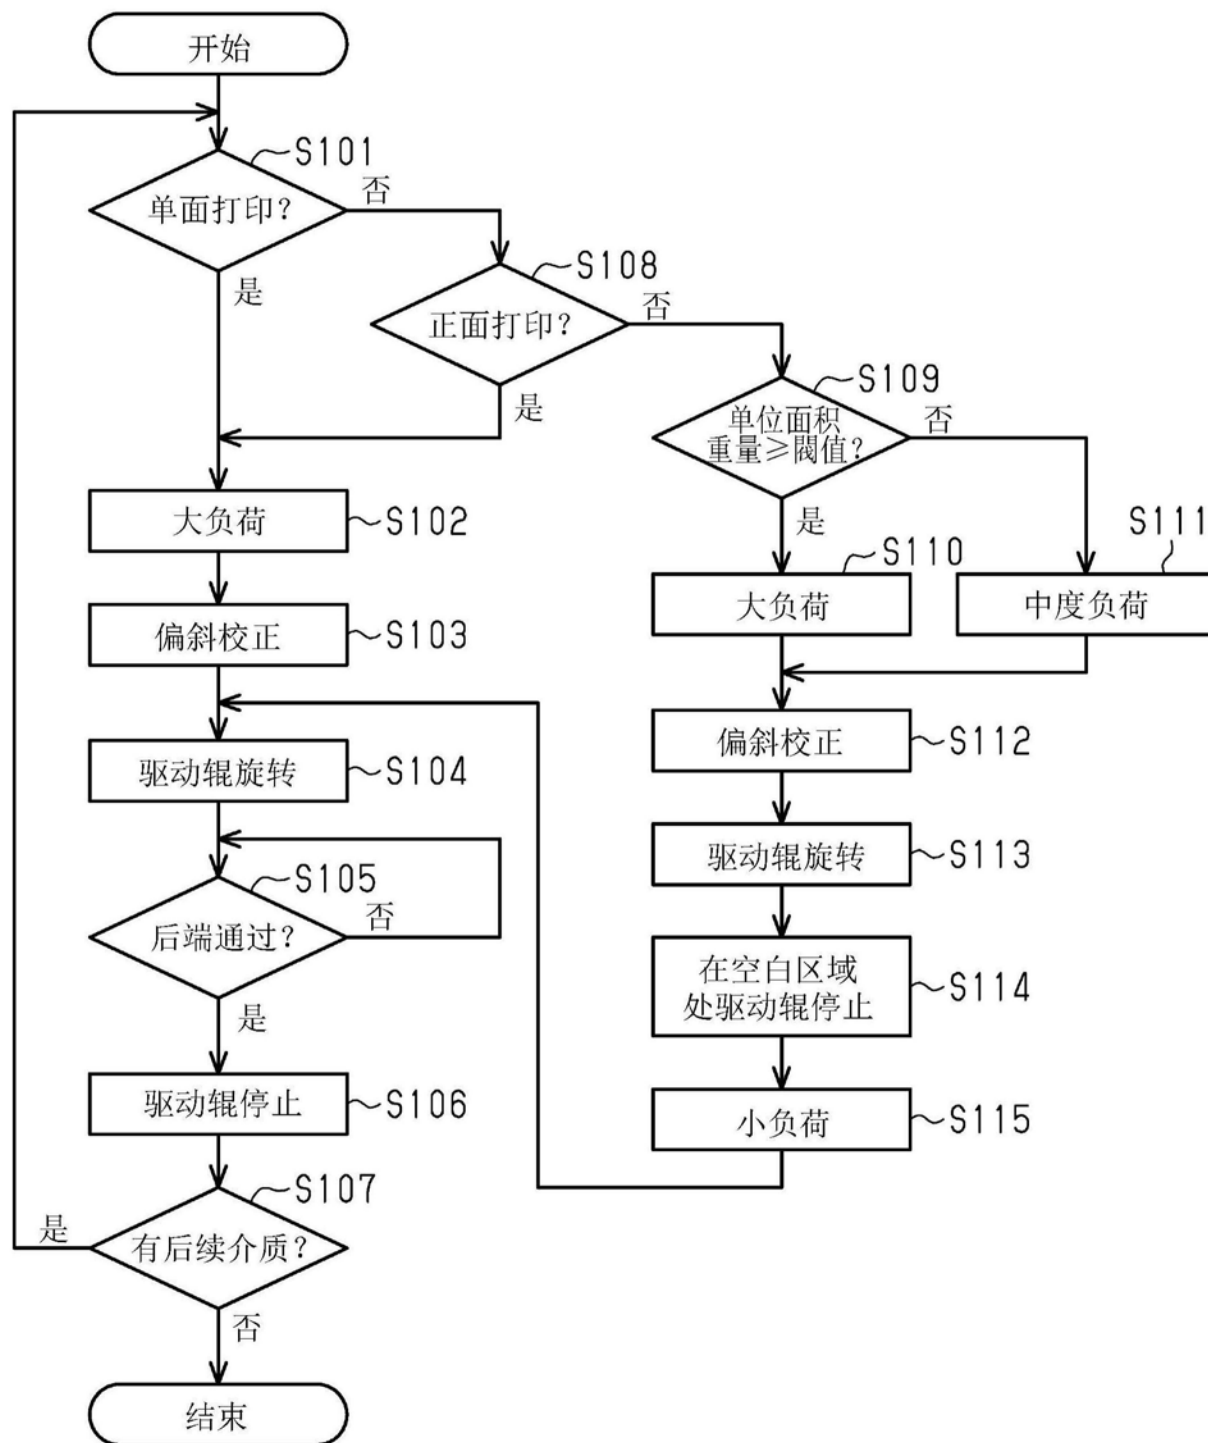 开始
S101
单面打印?
否
是
S108
正面打印?
否
是
S109
单位面积
重量≥閾值?
否
是
S102
大负荷
S110
大负荷
S111
中度负荷
S103
偏斜校正
S112
偏斜校正
S104
驱动辊旋转
S113
驱动辊旋转
S105
后端通过?
否
是
S114
在空白区域
处驱动辊停止
S106
驱动辊停止
S115
小负荷
S107
有后续介质?
是
否
结束